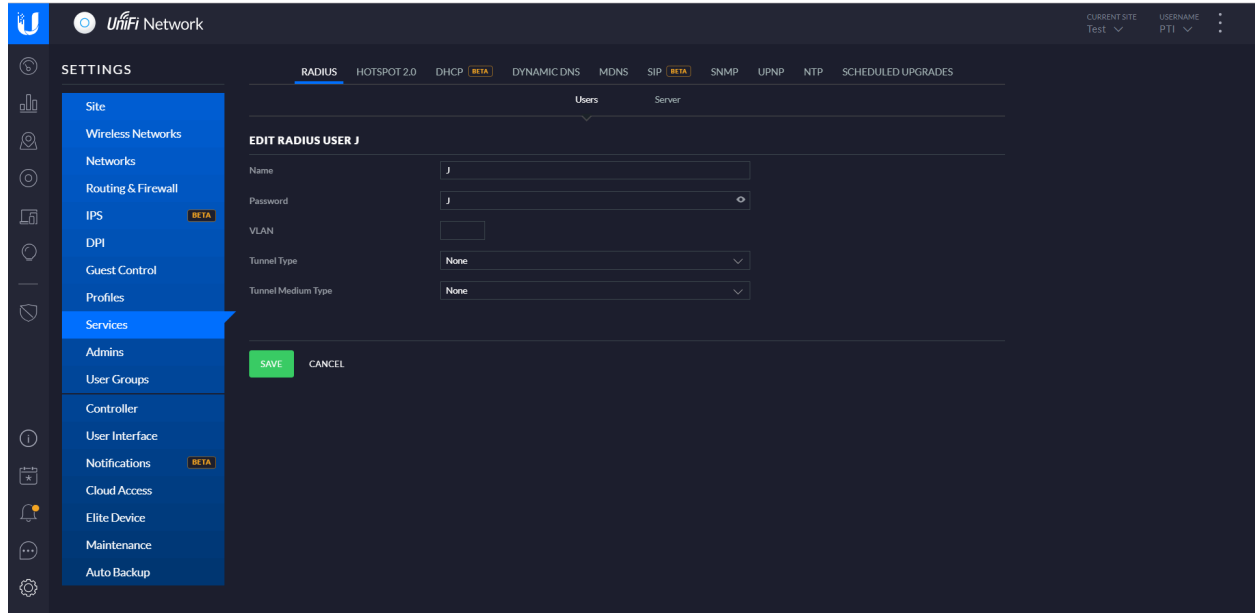 UniFi Network
CURRENT SITE
Test
USERNAME
PTI
SETTINGS
Site
Wireless Networks
Networks
Routing & Firewall
IPS BETA
DPI
Guest Control
Profiles
Services
Admins
User Groups
Controller
User Interface
Notifications BETA
Cloud Access
Elite Device
Maintenance
Auto Backup
RADIUS HOTSPOT 2.0 DHCP BETA DYNAMIC DNS MDNS SIP BETA SNMP UPNP NTP SCHEDULED UPGRADES
Users Server
EDIT RADIUS USER J
Name J
Password J
VLAN
Tunnel Type None
Tunnel Medium Type None
SAVE CANCEL